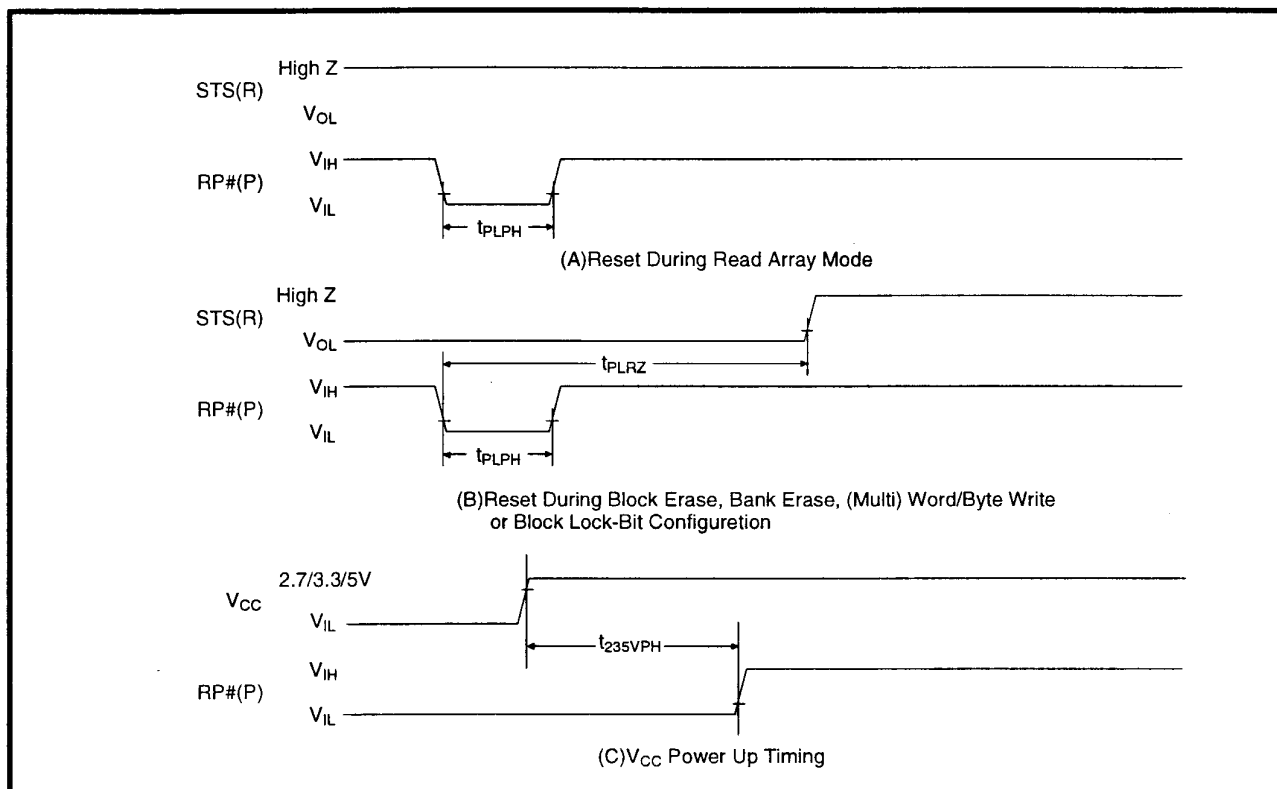 High Z
STS(R)
VOL
VIH
RP#(P)
VIL
tPLPH
(A)Reset During Read Array Mode
High Z
STS(R)
VOL
tPLRZ
VIH
RP#(P)
VIL
tPLPH
(B)Reset During Block Erase, Bank Erase, (Multi) Word/Byte Write
or Block Lock-Bit Configuretion
2.7/3.3/5V
VCC
VIL
t235VPH
VIH
RP#(P)
VIL
(C)VCC Power Up Timing